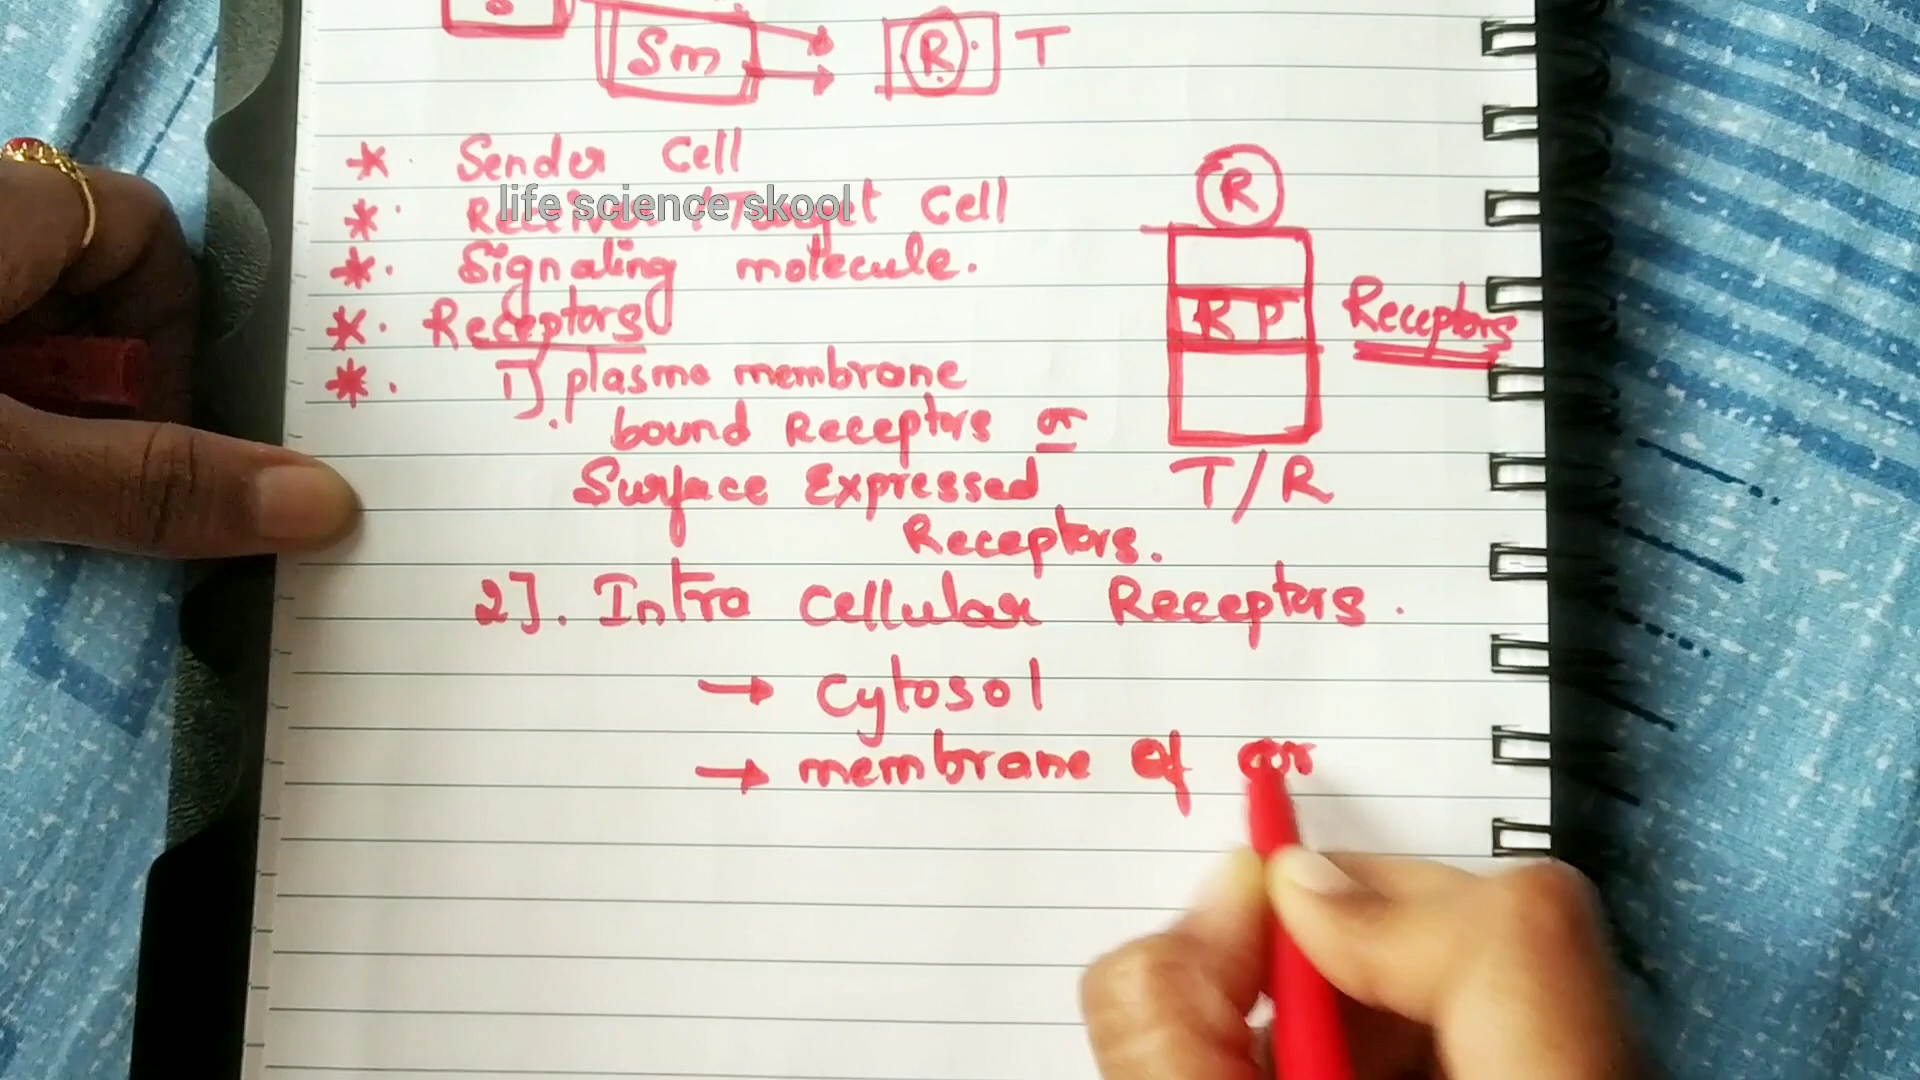 Sm R T
* Sender Cell
life science skool
* Receiver / Target Cell
R
* Signaling molecule.
* Receptors
R P Receptors
* 1] plasma membrane
bound Receptors or
Surface Expressed T/R
Receptors.
2]. Intra Cellular Receptors.
→ Cytosol
→ membrane of or